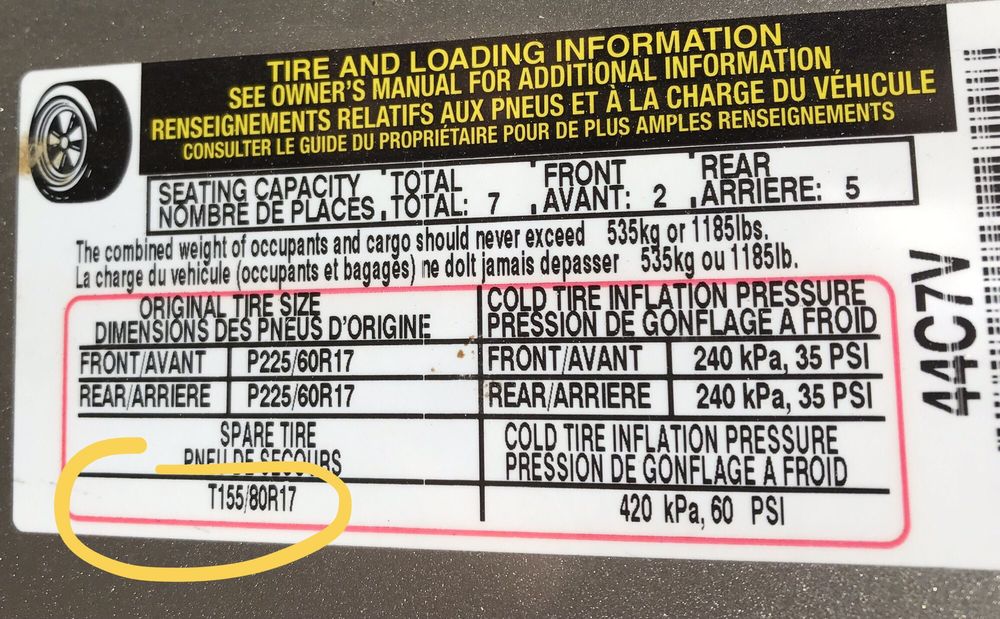 TIRE AND LOADING INFORMATION
SEE OWNER'S MANUAL FOR ADDITIONAL INFORMATION
RENSEIGNEMENTS RELATIFS AUX PNEUS ET À LA CHARGE DU VÉHICULE
CONSULTER LE GUIDE DU PROPRIÉTAIRE POUR DE PLUS AMPLES RENSEIGNEMENTS
SEATING CAPACITY TOTAL FRONT REAR
NOMBRE DE PLACES TOTAL: 7 AVANT: 2 ARRIERE: 5
The combined weight of occupants and cargo should never exceed 535kg or 1185lbs.
La charge du vehicule (occupants et bagages) ne doit jamais depasser 535kg ou 1185lb.
ORIGINAL TIRE SIZE COLD TIRE INFLATION PRESSURE
DIMENSIONS DES PNEUS D'ORIGINE PRESSION DE GONFLAGE A FROID
FRONT/AVANT P225/60R17 FRONT/AVANT 240 kPa, 35 PSI
REAR/ARRIERE P225/60R17 REAR/ARRIERE 240 kPa, 35 PSI
SPARE TIRE COLD TIRE INFLATION PRESSURE
PNEU DE SECOURS PRESSION DE GONFLAGE A FROID
T155/80R17 420 kPa, 60 PSI
44C7V